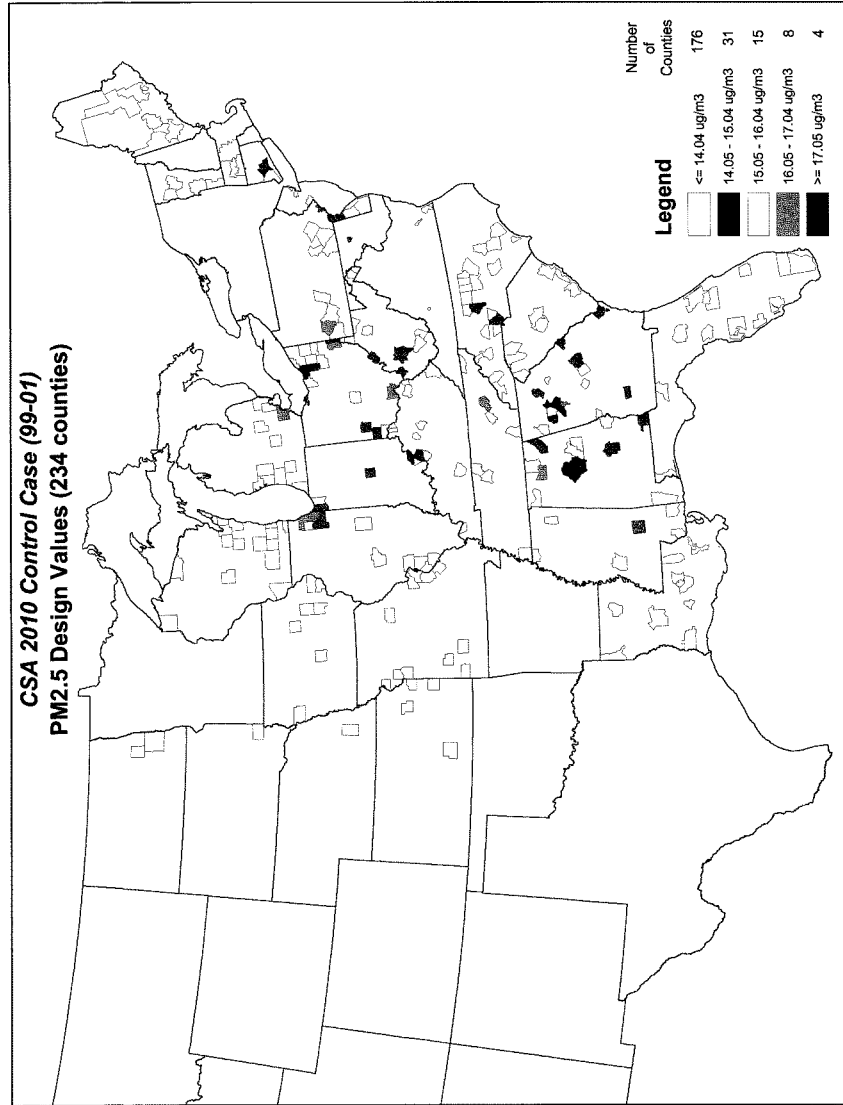 CSA 2010 Control Case (99-01)
PM2.5 Design Values (234 counties)
Legend
Number
of
Counties
<= 14.04 ug/m3 176
14.05 - 15.04 ug/m3 31
15.05 - 16.04 ug/m3 15
16.05 - 17.04 ug/m3 8
>= 17.05 ug/m3 4